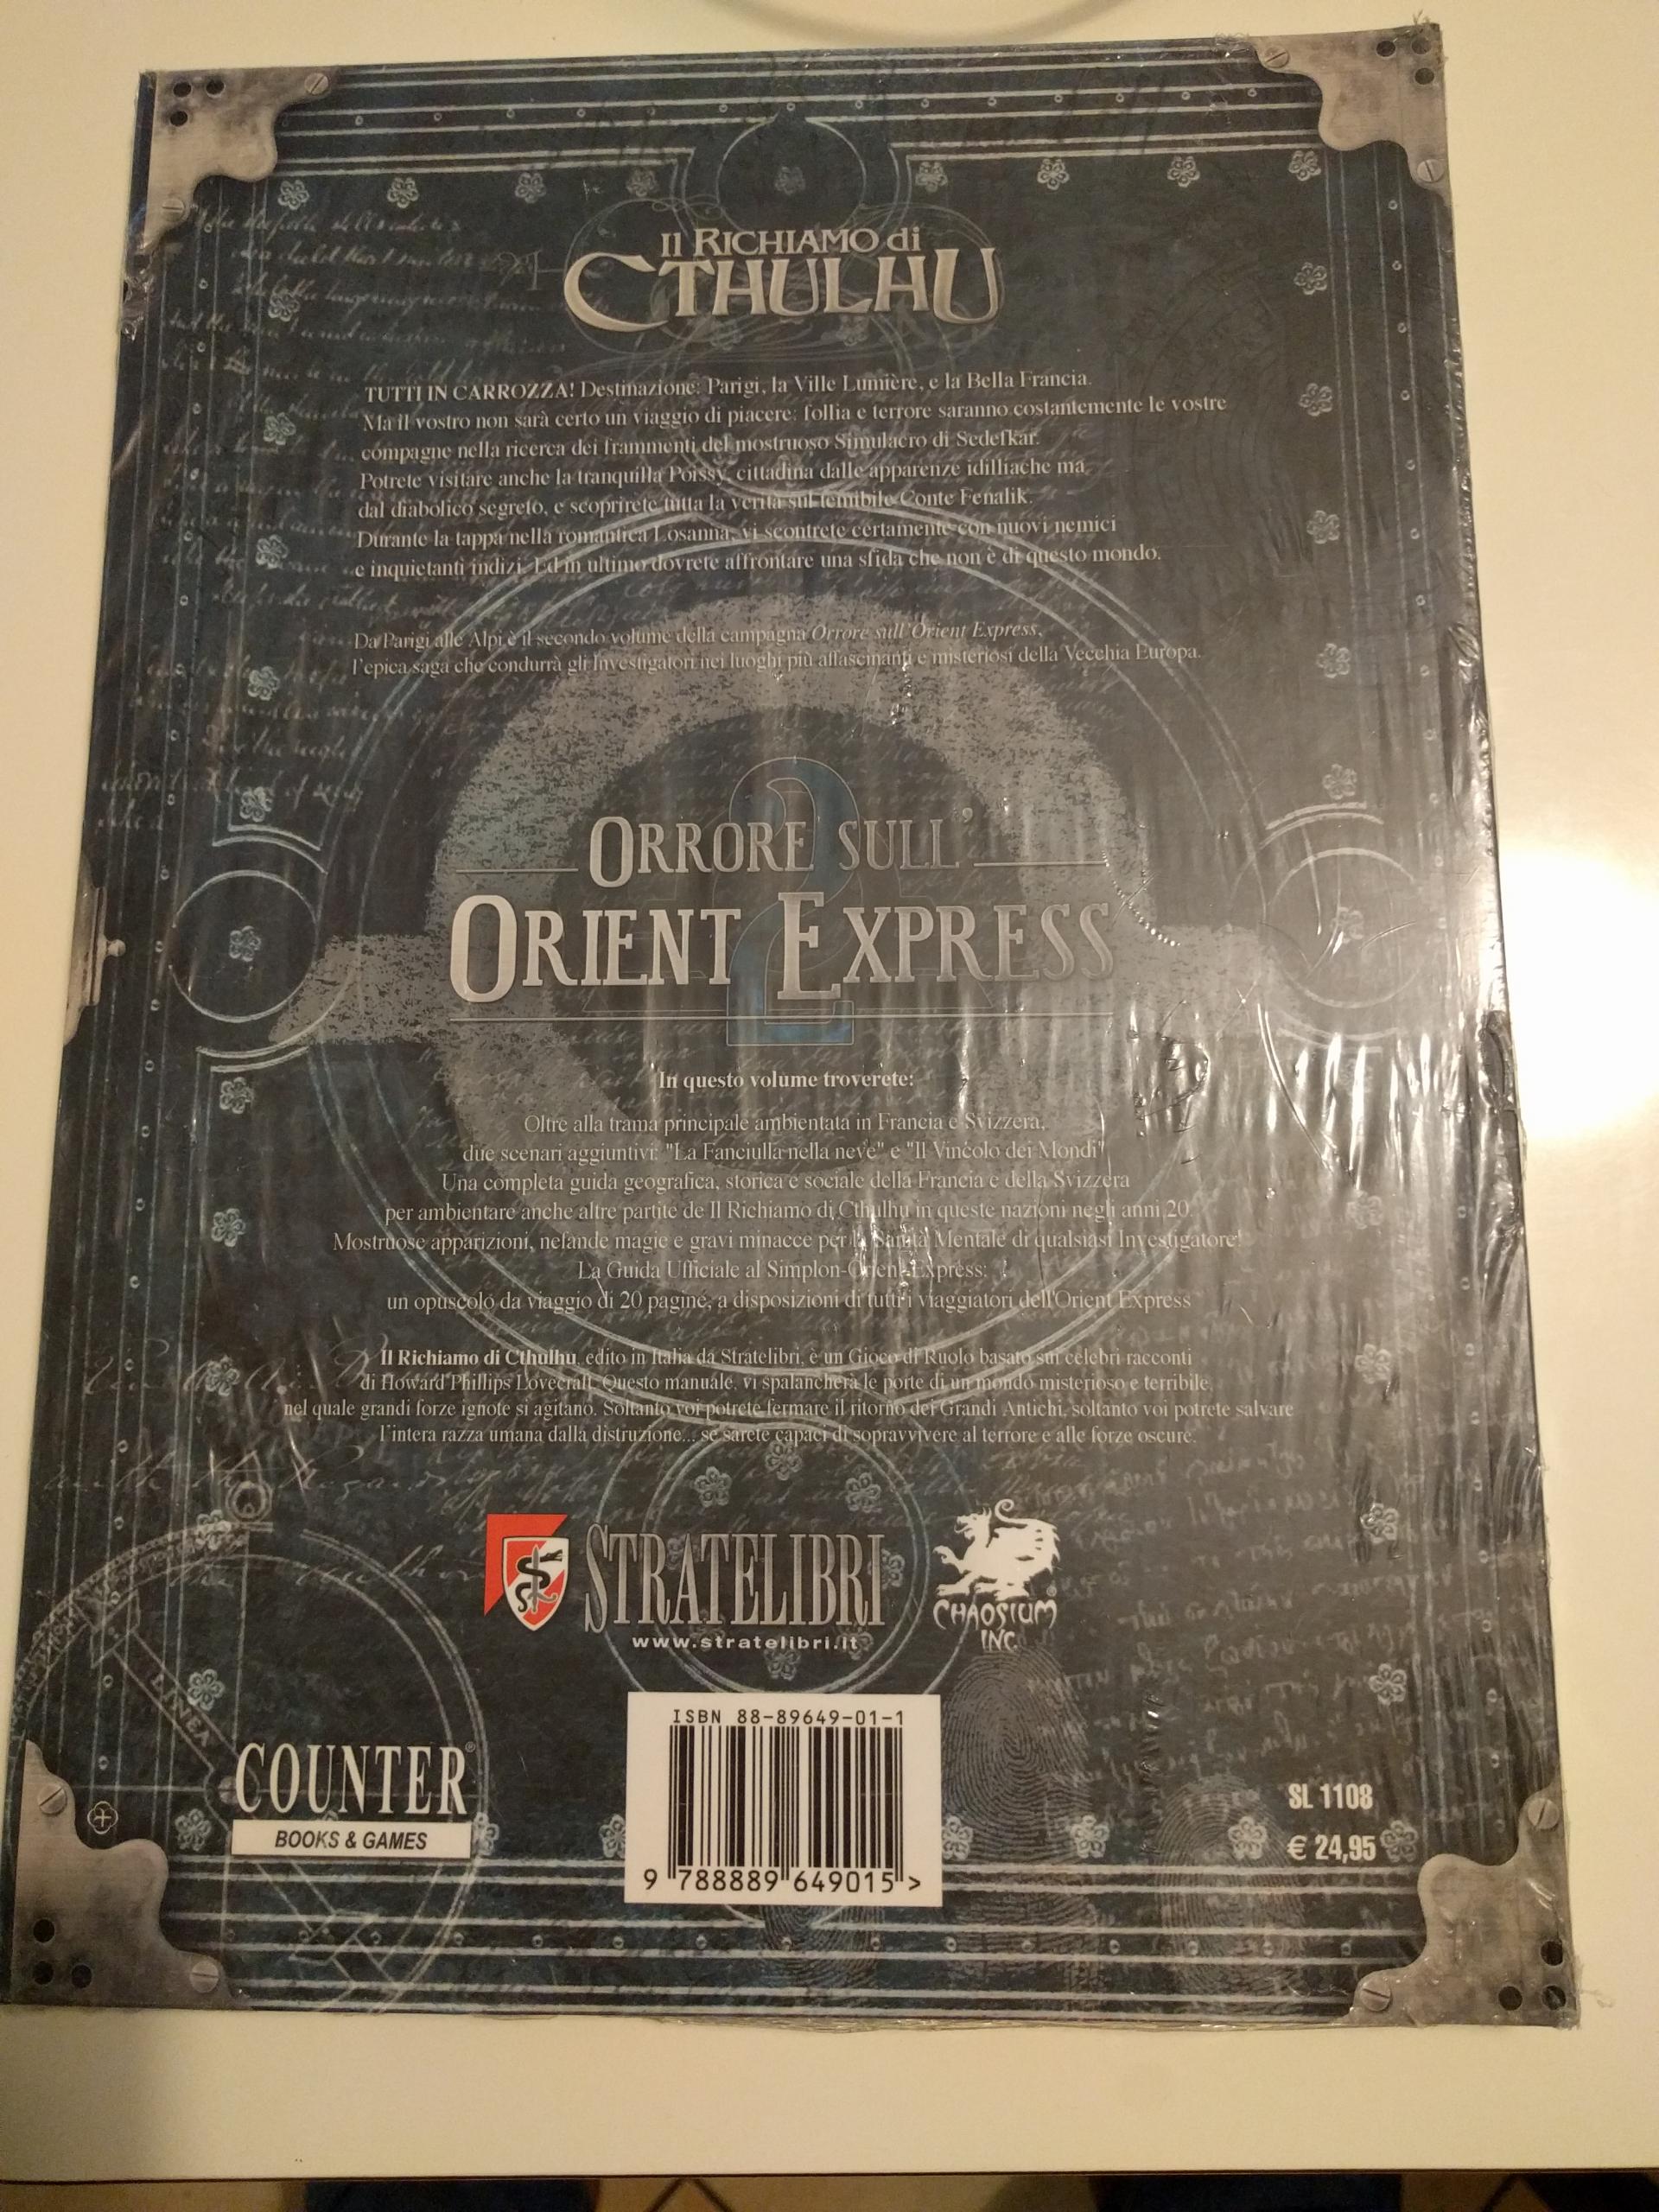 Il RICHIAMO di
CTHULHU
TUTTI IN CARROZZA! Destinazione: Parigi, la Ville Lumière, e la Bella Francia.
Ma il vostro non sarà certo un viaggio di piacere: follia e terrore saranno costantemente le vostre
compagne nella ricerca dei frammenti del mostruoso Simulacro di Sedefkar.
Potrete visitare anche la tranquilla Poissy, cittadina dalle apparenze idilliache ma
dal diabolico segreto, e scoprirete tutta la verità sul temibile Conte Fenalik.
Durante la tappa nella romantica Losanna, vi scontrete certamente con nuovi nemici
e inquietanti indizi. Ed in ultimo dovrete affrontare una sfida che non è di questo mondo.
Da Parigi alle Alpi è il secondo volume della campagna Orrore sull'Orient Express,
l'epica saga che condurrà gli Investigatori nei luoghi più affascinanti e misteriosi della Vecchia Europa.
2
ORRORE SULL'
ORIENT EXPRESS
In questo volume troverete:
Oltre alla trama principale ambientata in Francia e Svizzera,
due scenari aggiuntivi: "La Fanciulla nella neve" e "Il Vincolo dei Mondi"
Una completa guida geografica, storica e sociale della Francia e della Svizzera
per ambientare anche altre partite de Il Richiamo di Cthulhu in queste nazioni negli anni 20.
Mostruose apparizioni, nefande magie e gravi minacce per la Sanità Mentale di qualsiasi Investigatore!
La Guida Ufficiale al Simplon-Orient-Express:
un opuscolo da viaggio di 20 pagine, a disposizioni di tutti i viaggiatori dell'Orient Express
Il Richiamo di Cthulhu, edito in Italia da Stratelibri, è un Gioco di Ruolo basato sui celebri racconti
di Howard Phillips Lovecraft. Questo manuale, vi spalancherà le porte di un mondo misterioso e terribile,
nel quale grandi forze ignote si agitano. Soltanto voi potrete fermare il ritorno dei Grandi Antichi, soltanto voi potrete salvare
l'intera razza umana dalla distruzione... se sarete capaci di sopravvivere al terrore e alle forze oscure.
STRATELIBRI
www.stratelibri.it
CHAOSIUM
INC.
LINEA
COUNTER
BOOKS & GAMES
ISBN 88-89649-01-1
9 788889 649015 >
SL 1108
€ 24,95